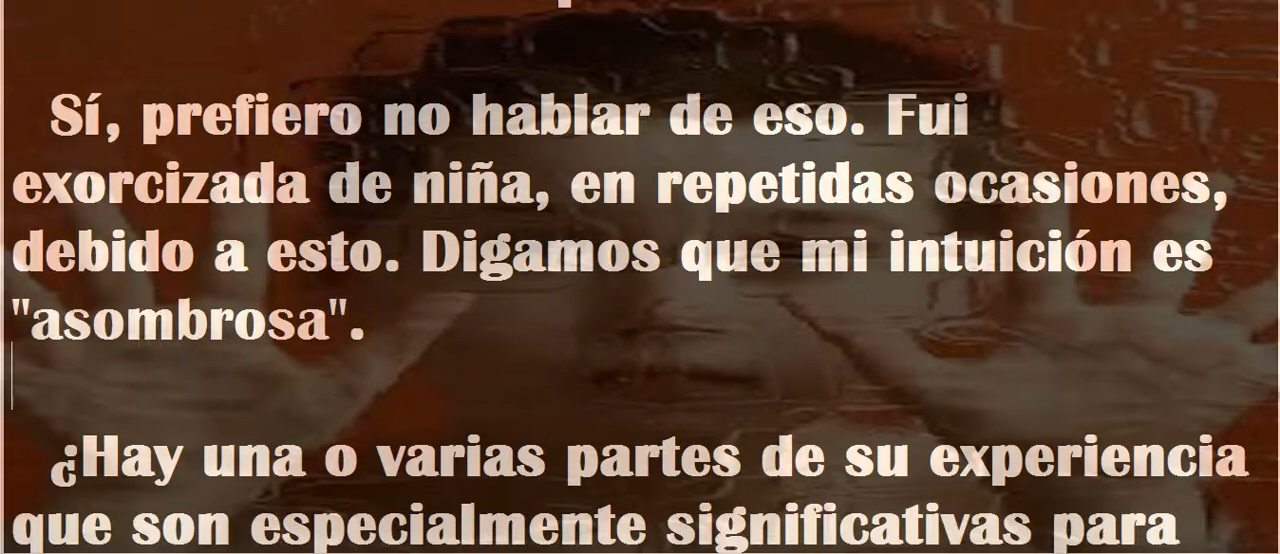 Sí, prefiero no hablar de eso. Fui
exorcizada de niña, en repetidas ocasiones,
debido a esto. Digamos que mi intuición es
"asombrosa".
¿Hay una o varias partes de su experiencia
que son especialmente significativas para